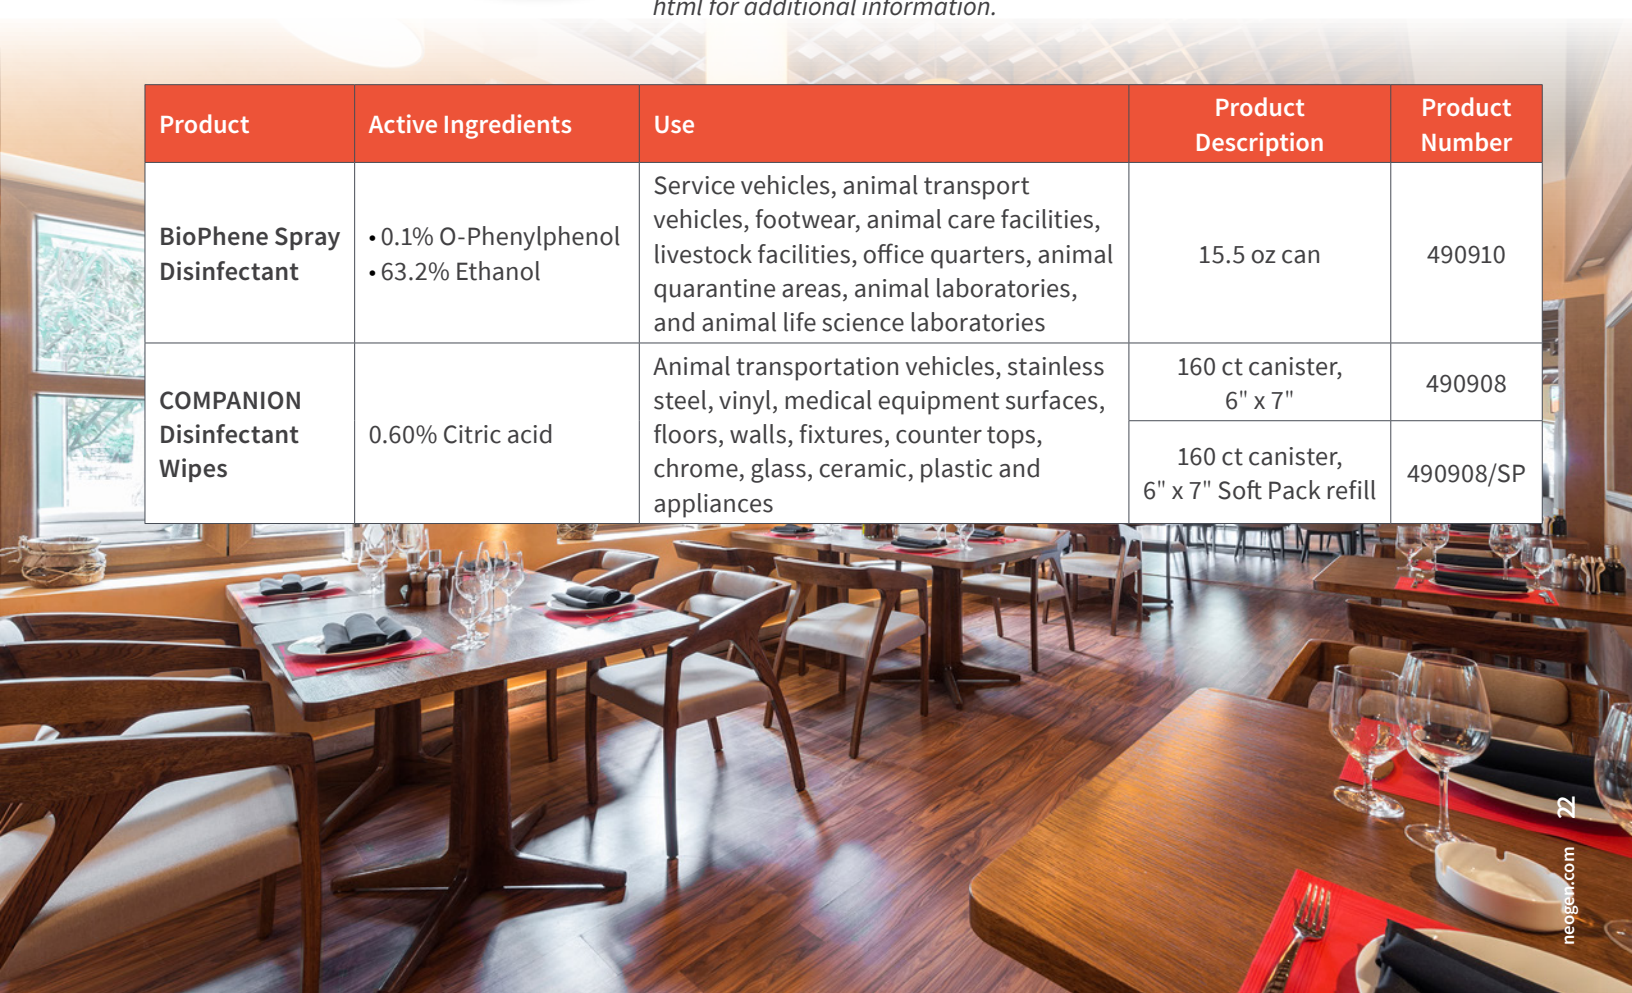 html for additional information.
Product
Active Ingredients
Use
Product
Description
Product
Number
BioPhene Spray
Disinfectant
• 0.1% O-Phenylphenol
• 63.2% Ethanol
Service vehicles, animal transport
vehicles, footwear, animal care facilities,
livestock facilities, office quarters, animal
quarantine areas, animal laboratories,
and animal life science laboratories
15.5 oz can
490910
COMPANION
Disinfectant
Wipes
0.60% Citric acid
Animal transportation vehicles, stainless
steel, vinyl, medical equipment surfaces,
floors, walls, fixtures, counter tops,
chrome, glass, ceramic, plastic and
appliances
160 ct canister,
6" x 7"
490908
160 ct canister,
6" x 7" Soft Pack refill
490908/SP
neogen.com 22